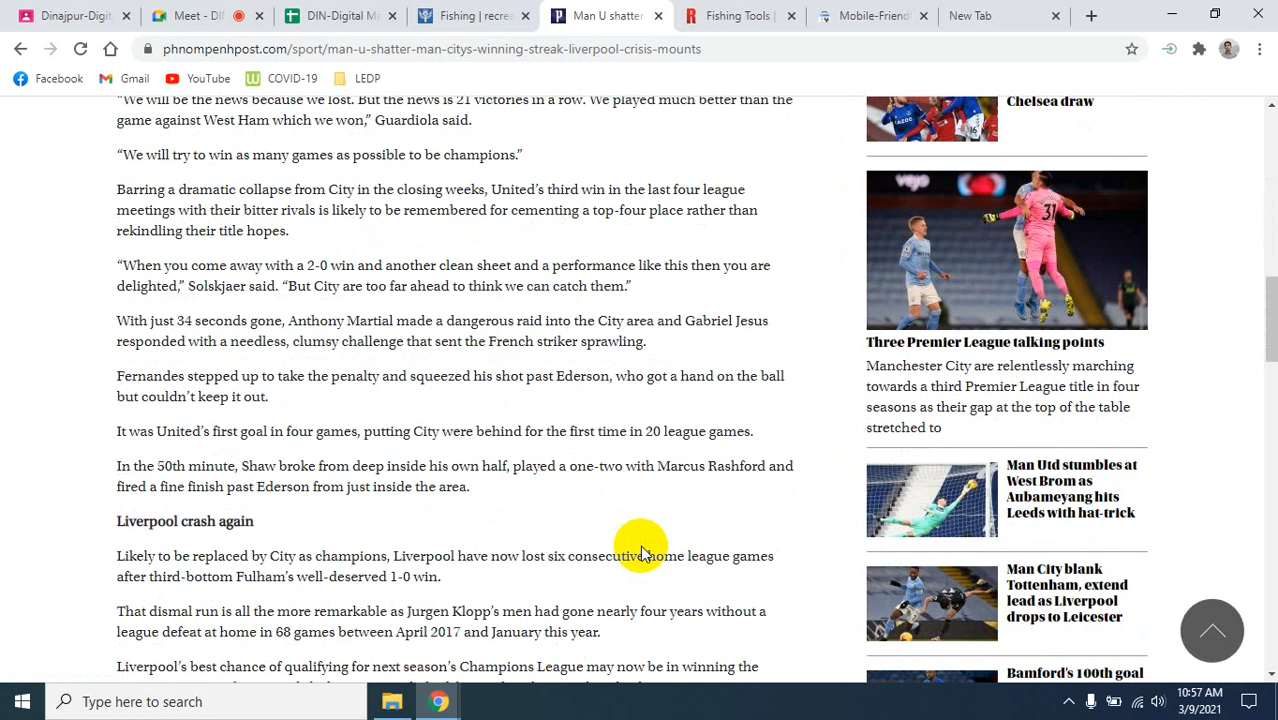 Dinajpur-Digital
Meet - DI
DIN-Digital Ma
Fishing | recrea
Man U shatter
Fishing Tools |
Mobile-Friend
New Tab
phnompenhpost.com/sport/man-u-shatter-man-citys-winning-streak-liverpool-crisis-mounts
Facebook
Gmail
YouTube
COVID-19
LEDP
“We will be the news because we lost. But the news is 21 victories in a row. We played much better than the
game against West Ham which we won,” Guardiola said.
“We will try to win as many games as possible to be champions.”
Barring a dramatic collapse from City in the closing weeks, United’s third win in the last four league
meetings with their bitter rivals is likely to be remembered for cementing a top-four place rather than
rekindling their title hopes.
“When you come away with a 2-0 win and another clean sheet and a performance like this then you are
delighted,” Solskjaer said. “But City are too far ahead to think we can catch them.”
With just 34 seconds gone, Anthony Martial made a dangerous raid into the City area and Gabriel Jesus
responded with a needless, clumsy challenge that sent the French striker sprawling.
Fernandes stepped up to take the penalty and squeezed his shot past Ederson, who got a hand on the ball
but couldn’t keep it out.
It was United’s first goal in four games, putting City were behind for the first time in 20 league games.
In the 50th minute, Shaw broke from deep inside his own half, played a one-two with Marcus Rashford and
fired a fine finish past Ederson from just inside the area.
Liverpool crash again
Likely to be replaced by City as champions, Liverpool have now lost six consecutive home league games
after third-bottom Fulham’s well-deserved 1-0 win.
That dismal run is all the more remarkable as Jurgen Klopp’s men had gone nearly four years without a
league defeat at home in 68 games between April 2017 and January this year.
Liverpool’s best chance of qualifying for next season’s Champions League may now be in winning the
Chelsea draw
31
Three Premier League talking points
Manchester City are relentlessly marching
towards a third Premier League title in four
seasons as their gap at the top of the table
stretched to
Man Utd stumbles at
West Brom as
Aubameyang hits
Leeds with hat-trick
Man City blank
Tottenham, extend
lead as Liverpool
drops to Leicester
Bamford’s 100th goal
Type here to search
10:57 AM
3/9/2021